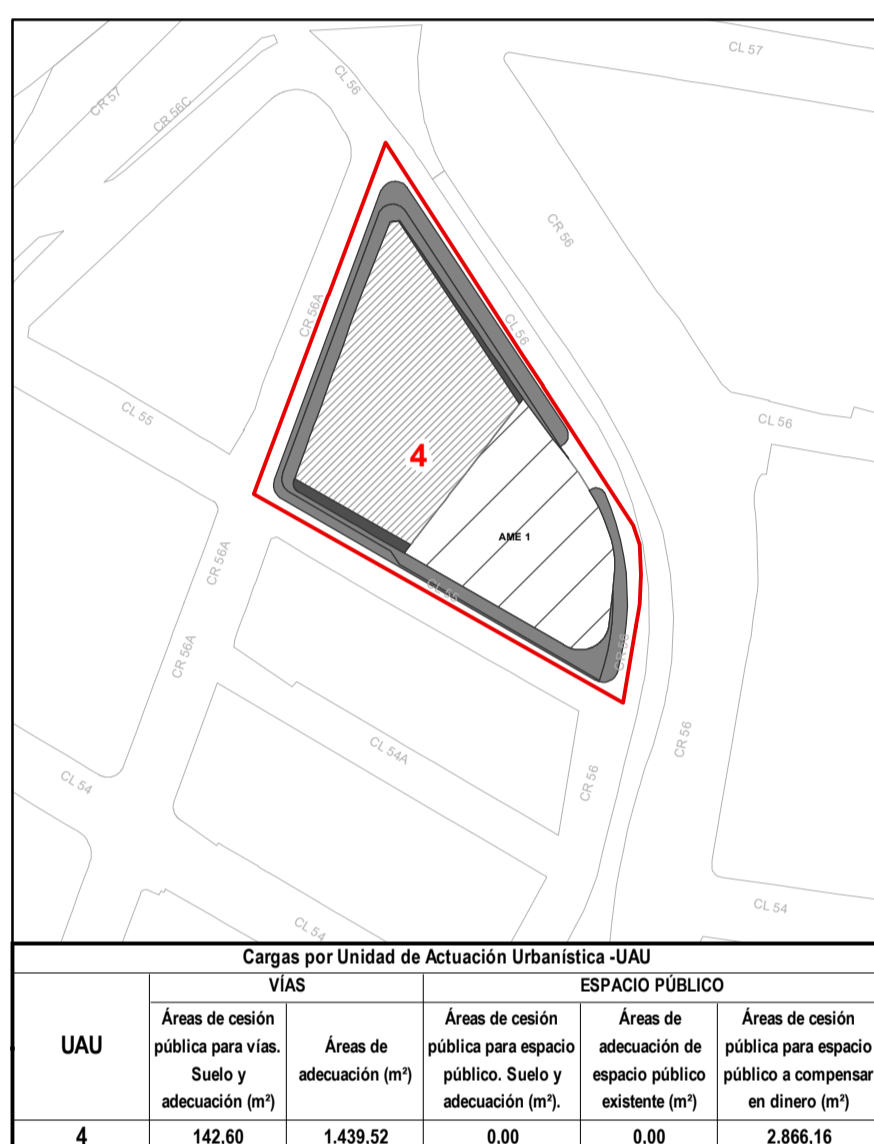 CL 57
CL 56
CR 57
CR 56C
CR 56
CR 56A
CL 56
CL 55
CL 56
4
AME 1
CR 56A
CL 55
CR 56
CR 56A
CR 56
CL 54A
CL 54
CR 56
CL 54
CL 54
Cargas por Unidad de Actuación Urbanística -UAU
VÍAS
ESPACIO PÚBLICO
UAU
Áreas de cesión
pública para vías.
Suelo y
adecuación (m²)
Áreas de
adecuación (m²)
Áreas de cesión
pública para espacio
público. Suelo y
adecuación (m²).
Áreas de
adecuación de
espacio público
existente (m²)
Áreas de cesión
pública para espacio
público a compensar
en dinero (m²)
4
142,60
1.439,52
0,00
0,00
2.866,16